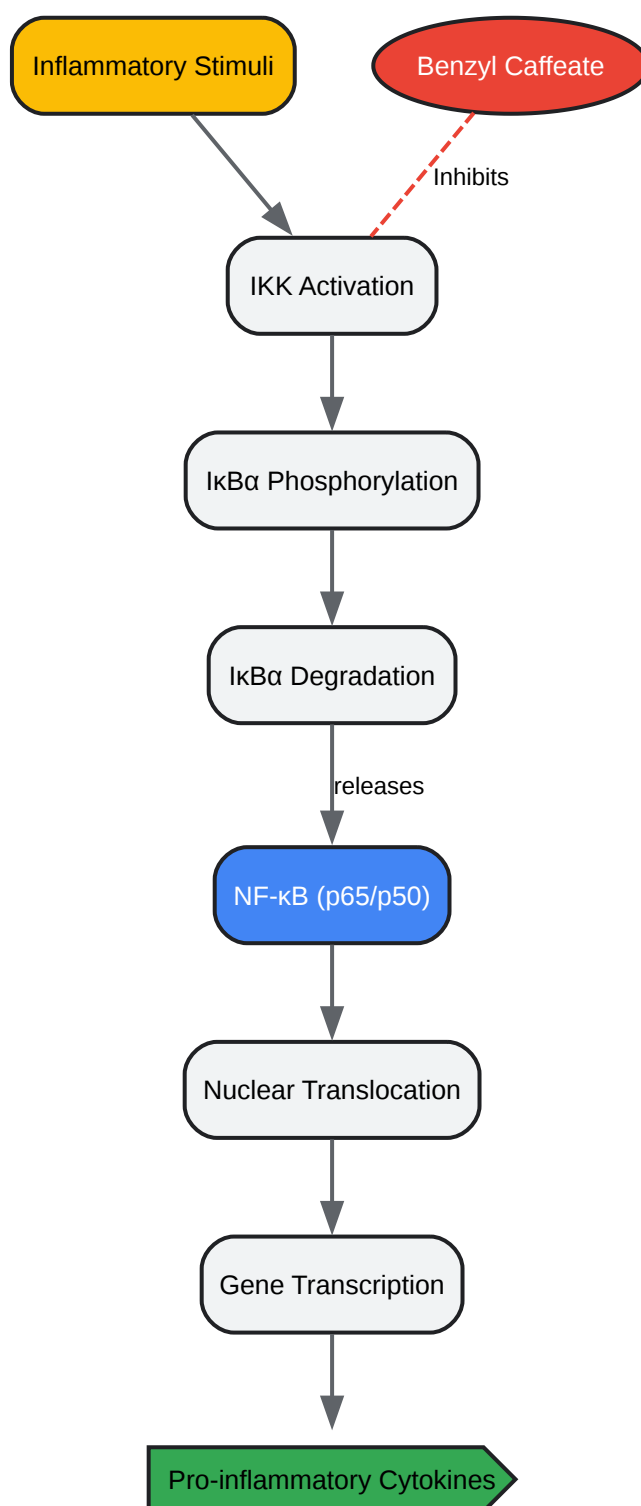 Inflammatory Stimuli
Benzyl Caffeate
Inhibits
IKK Activation
IκBα Phosphorylation
IκBα Degradation
releases
NF-κB (p65/p50)
Nuclear Translocation
Gene Transcription
Pro-inflammatory Cytokines